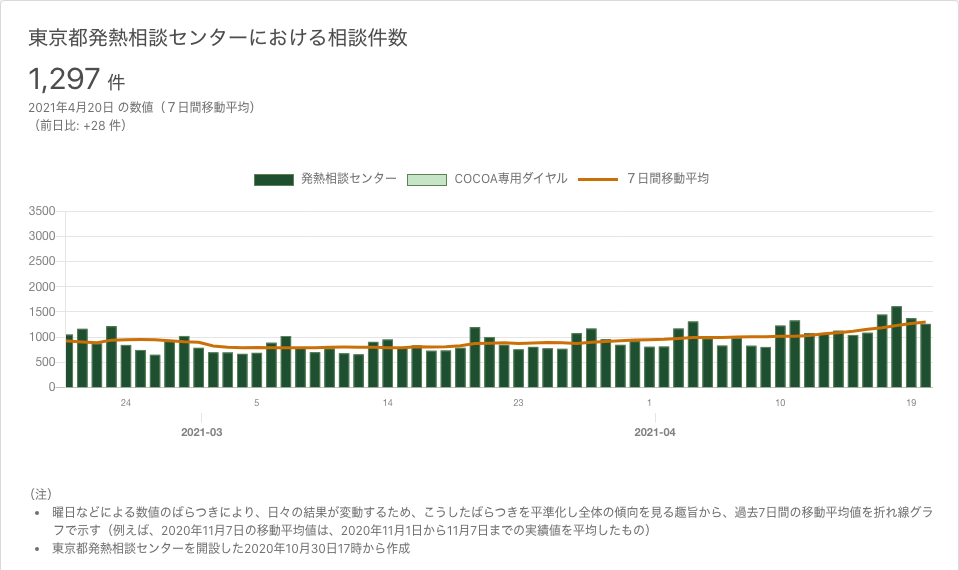 東京都発熱相談センターにおける相談件数
1,297 件
2021年4月20日 の数値（７日間移動平均）
（前日比: +28 件）
発熱相談センター COCOA専用ダイヤル ７日間移動平均
3500
3000
2500
2000
1500
1000
500
0
24 5 14 23 1 10 19
2021-03 2021-04
（注）
• 曜日などによる数値のばらつきにより、日々の結果が変動するため、こうしたばらつきを平準化し全体の傾向を見る趣旨から、過去7日間の移動平均値を折れ線グラ
フで示す（例えば、2020年11月7日の移動平均値は、2020年11月1日から11月7日までの実績値を平均したもの）
• 東京都発熱相談センターを開設した2020年10月30日17時から作成